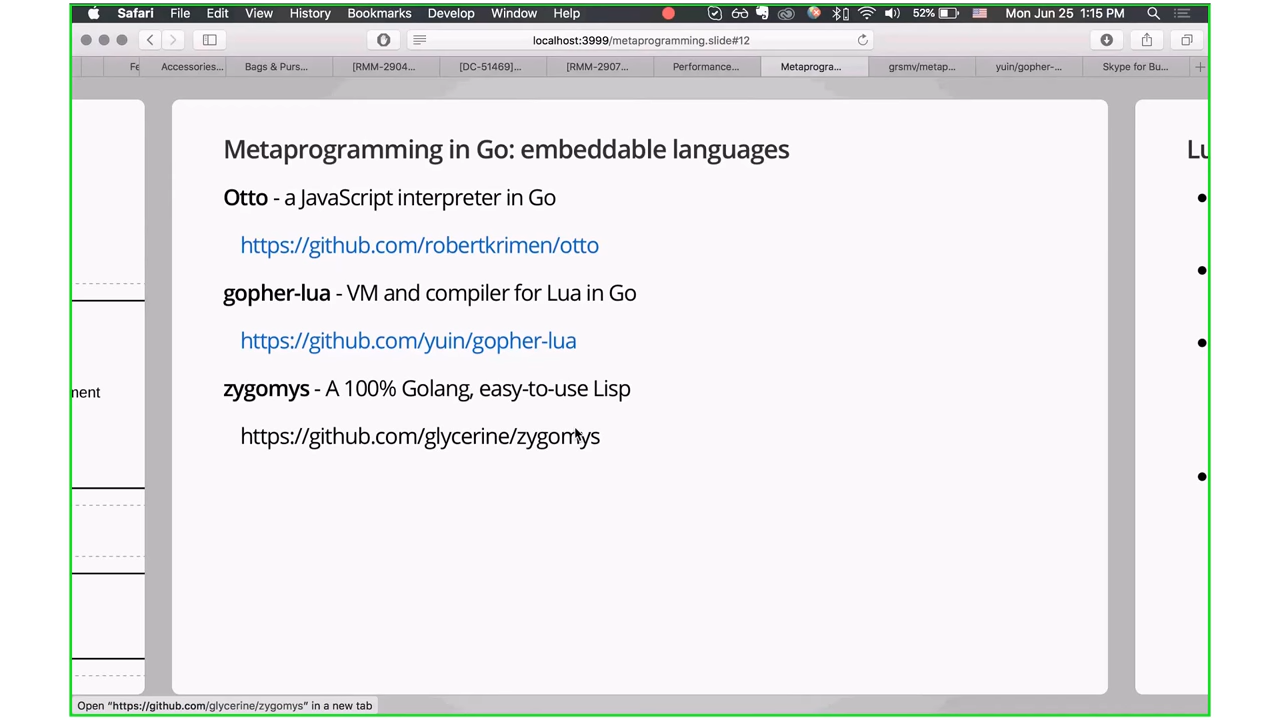 Safari File Edit View History Bookmarks Develop Window Help 52% Mon Jun 25 1:15 PM
localhost:3999/metaprogramming.slide#12
Fe Accessories... Bags & Purs... [RMM-2904... [DC-51469]... [RMM-2907... Performance... Metaprogra... grsmv/metap... yuin/gopher-... Skype for Bu...
Metaprogramming in Go: embeddable languages
Otto - a JavaScript interpreter in Go
https://github.com/robertkrimen/otto
gopher-lua - VM and compiler for Lua in Go
https://github.com/yuin/gopher-lua
zygomys - A 100% Golang, easy-to-use Lisp
https://github.com/glycerine/zygomys
ment
Lu
Open “https://github.com/glycerine/zygomys” in a new tab